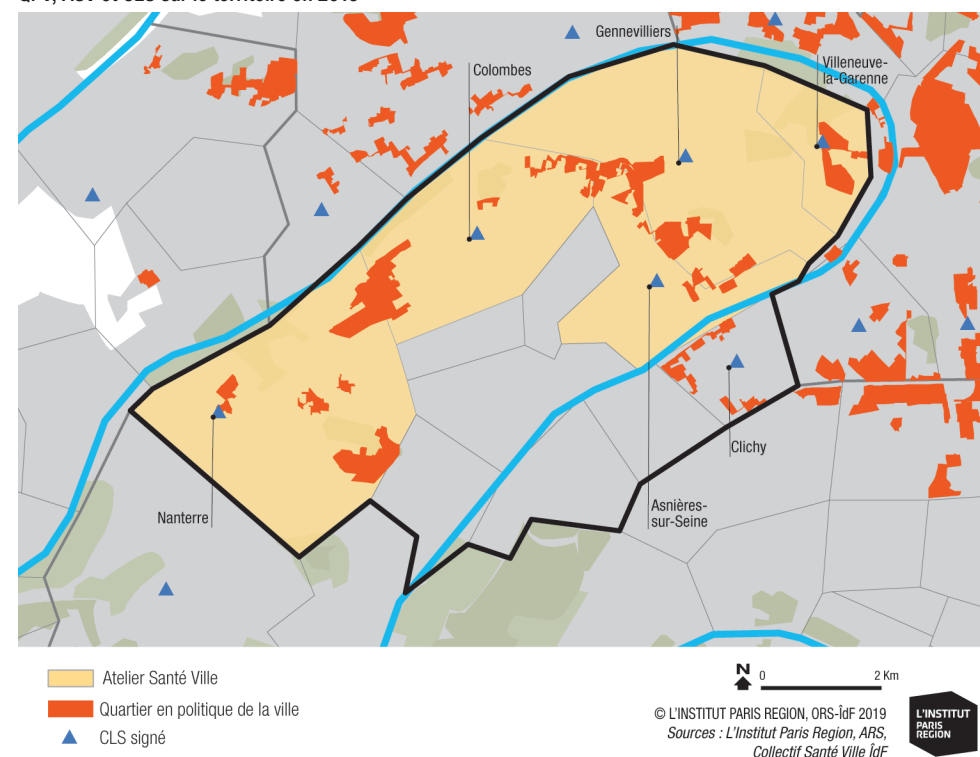 Gennevilliers
Villeneuve-
la-Garenne
Colombes
Clichy
Nanterre
Asnières-
sur-Seine
Atelier Santé Ville
Quartier en politique de la ville
CLS signé
N
0
2 Km
© L'INSTITUT PARIS REGION, ORS-ÎdF 2019
Sources : L'Institut Paris Region, ARS,
Collectif Santé Ville ÎdF
L'INSTITUT
PARIS
REGION